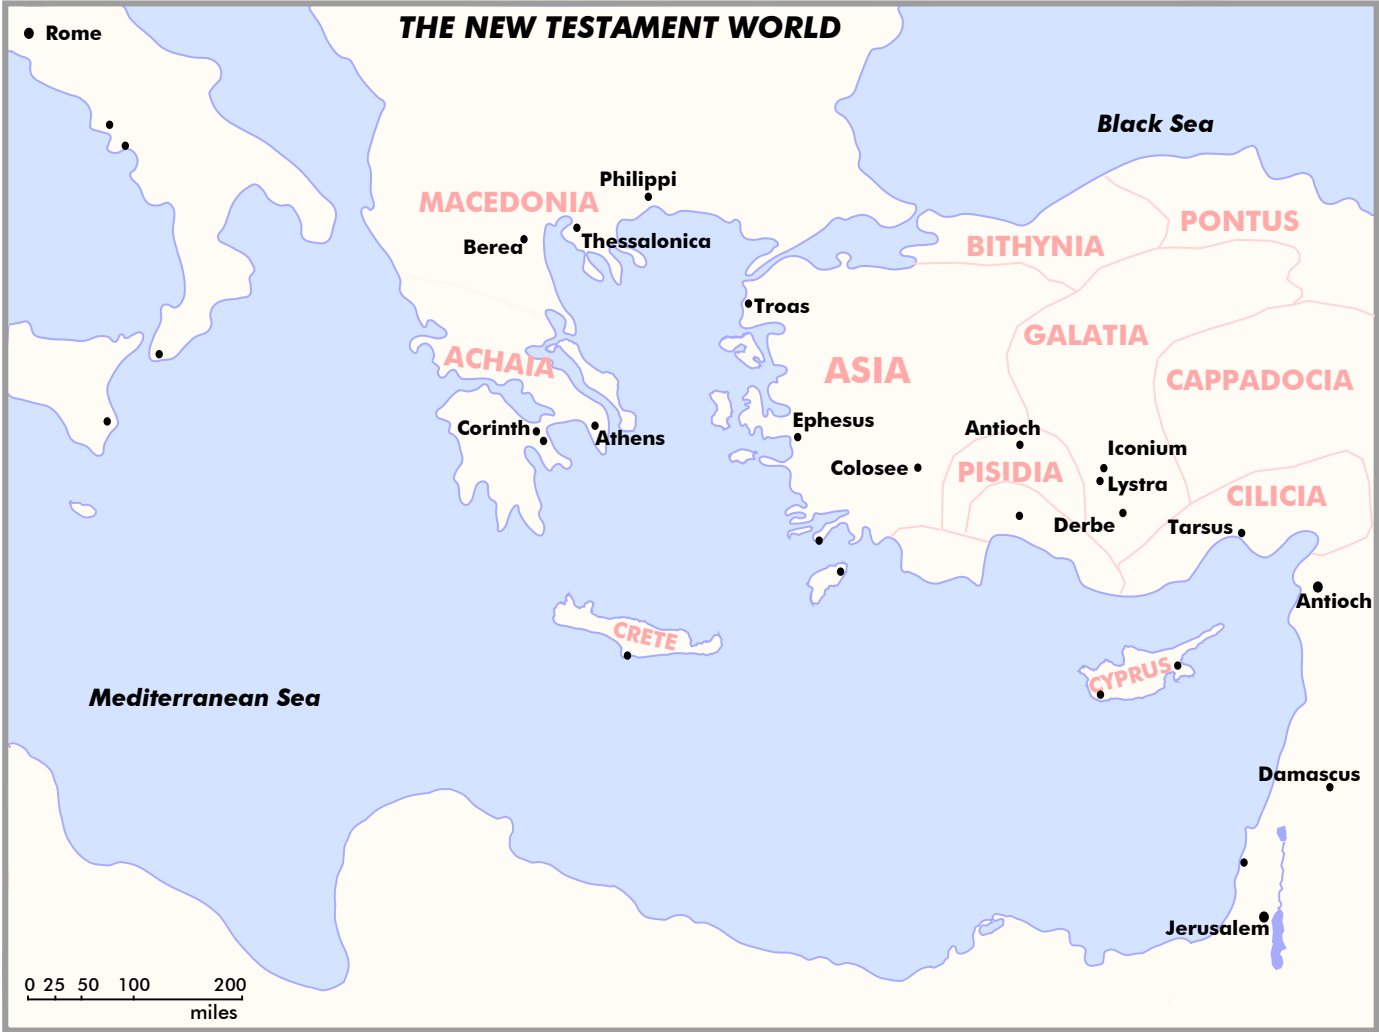 THE NEW TESTAMENT WORLD
Rome
Black Sea
Philippi
MACEDONIA
PONTUS
Berea
Thessalonica
BITHYNIA
Troas
GALATIA
ACHAIA
ASIA
CAPPADOCIA
Corinth
Athens
Ephesus
Antioch
Iconium
Colosee
PISIDIA
Lystra
CILICIA
Derbe
Tarsus
Antioch
CRETE
CYPRUS
Mediterranean Sea
Damascus
Jerusalem
0 25 50 100 200
miles